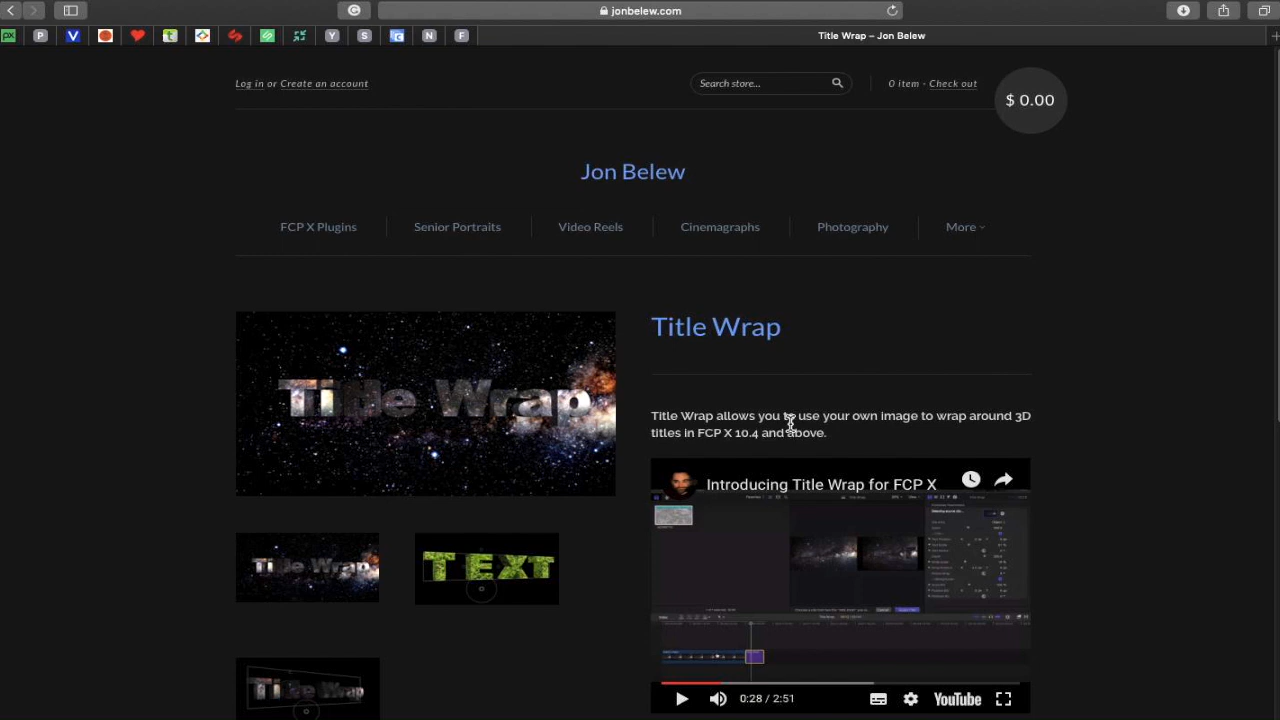 jonbelew.com
Title Wrap – Jon Belew
Log in or Create an account
Search store...
0 item - Check out
$ 0.00
Jon Belew
FCP X Plugins
Senior Portraits
Video Reels
Cinemagraphs
Photography
More
Title Wrap
Title Wrap
Title Wrap allows you to use your own image to wrap around 3D
titles in FCP X 10.4 and above.
Introducing Title Wrap for FCP X
Title Wrap
TEXT
Title Wrap
0:28 / 2:51
YouTube